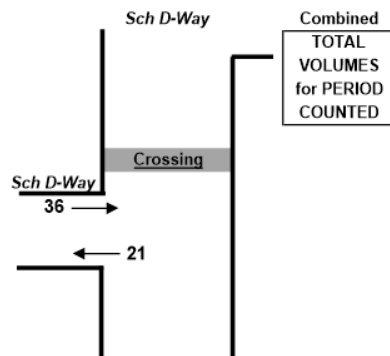 Sch D-Way
Combined
TOTAL
VOLUMES
for PERIOD
COUNTED
Crossing
Sch D-Way
36
21